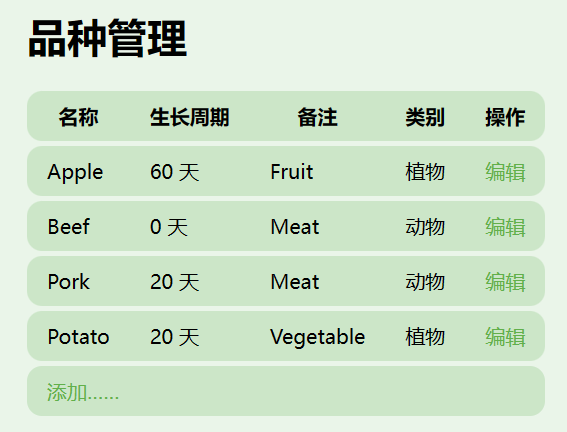 品种管理
名称 生长周期 备注 类别 操作
Apple 60 天 Fruit 植物 编辑
Beef 0 天 Meat 动物 编辑
Pork 20 天 Meat 动物 编辑
Potato 20 天 Vegetable 植物 编辑
添加......